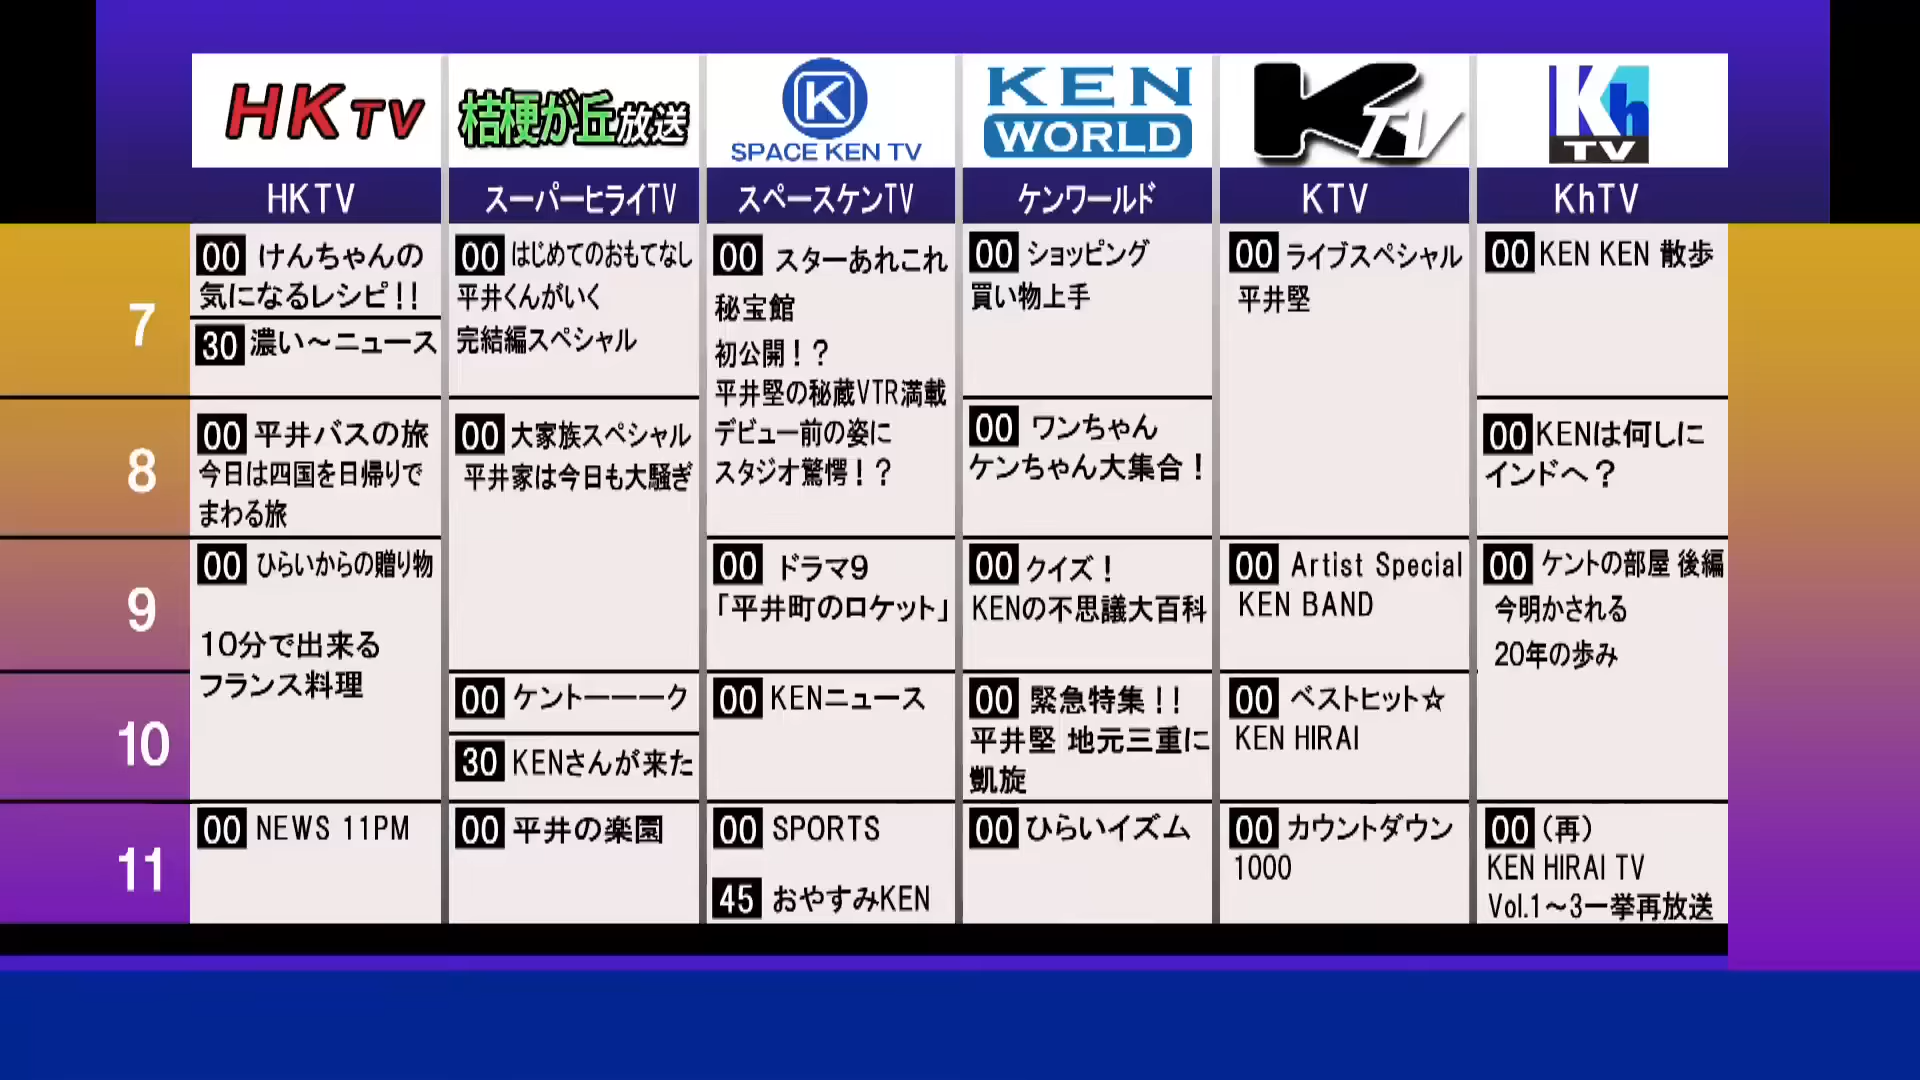 HK TV
桔梗が丘放送
K
SPACE KEN TV
KEN
WORLD
KTV
Kh
TV
HKTV
スーパーヒライTV
スペースケンTV
ケンワールド
KTV
KhTV
7
8
9
10
11
00 けんちゃんの
気になるレシピ!!
30 濃い～ニュース
00 平井バスの旅
今日は四国を日帰りで
まわる旅
00 ひらいからの贈り物
10分で出来る
フランス料理
00 NEWS 11PM
00 はじめてのおもてなし
平井くんがいく
完結編スペシャル
00 大家族スペシャル
平井家は今日も大騒ぎ
00 ケントーーーク
30 KENさんが来た
00 平井の楽園
00 スターあれこれ
秘宝館
初公開！？
平井堅の秘蔵VTR満載
デビュー前の姿に
スタジオ驚愕！？
00 ドラマ9
「平井町のロケット」
00 KENニュース
00 SPORTS
45 おやすみKEN
00 ショッピング
買い物上手
00 ワンちゃん
ケンちゃん大集合！
00 クイズ！
KENの不思議大百科
00 緊急特集！！
平井堅 地元三重に
凱旋
00 ひらいイズム
00 ライブスペシャル
平井堅
00 Artist Special
KEN BAND
00 ベストヒット☆
KEN HIRAI
00 カウントダウン
1000
00 KEN KEN 散歩
00 KENは何しに
インドへ？
00 ケントの部屋 後編
今明かされる
20年の歩み
00 （再）
KEN HIRAI TV
Vol.1～3一挙再放送